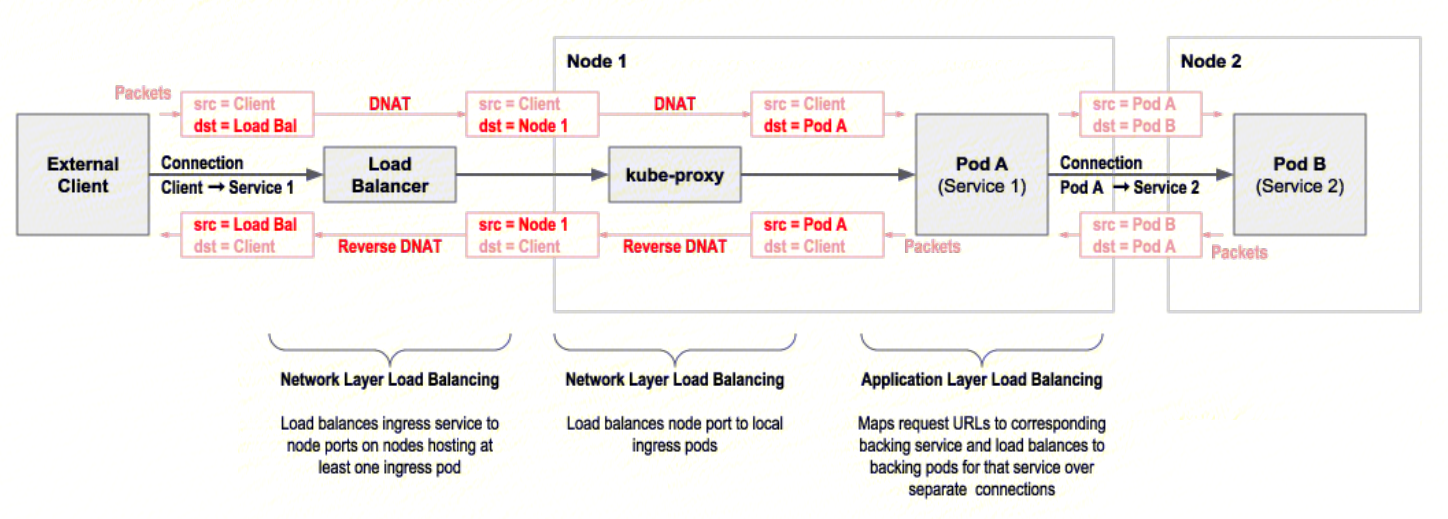 Node 1
Node 2
Packets
src = Client
dst = Load Bal
DNAT
src = Client
dst = Node 1
DNAT
src = Client
dst = Pod A
src = Pod A
dst = Pod B
External
Client
Connection
Client → Service 1
Load
Balancer
kube-proxy
Pod A
(Service 1)
Connection
Pod A → Service 2
Pod B
(Service 2)
src = Load Bal
dst = Client
Reverse DNAT
src = Node 1
dst = Client
Reverse DNAT
src = Pod A
dst = Client
Packets
src = Pod B
dst = Pod A
Packets
Network Layer Load Balancing
Load balances ingress service to
node ports on nodes hosting at
least one ingress pod
Network Layer Load Balancing
Load balances node port to local
ingress pods
Application Layer Load Balancing
Maps request URLs to corresponding
backing service and load balances to
backing pods for that service over
separate connections